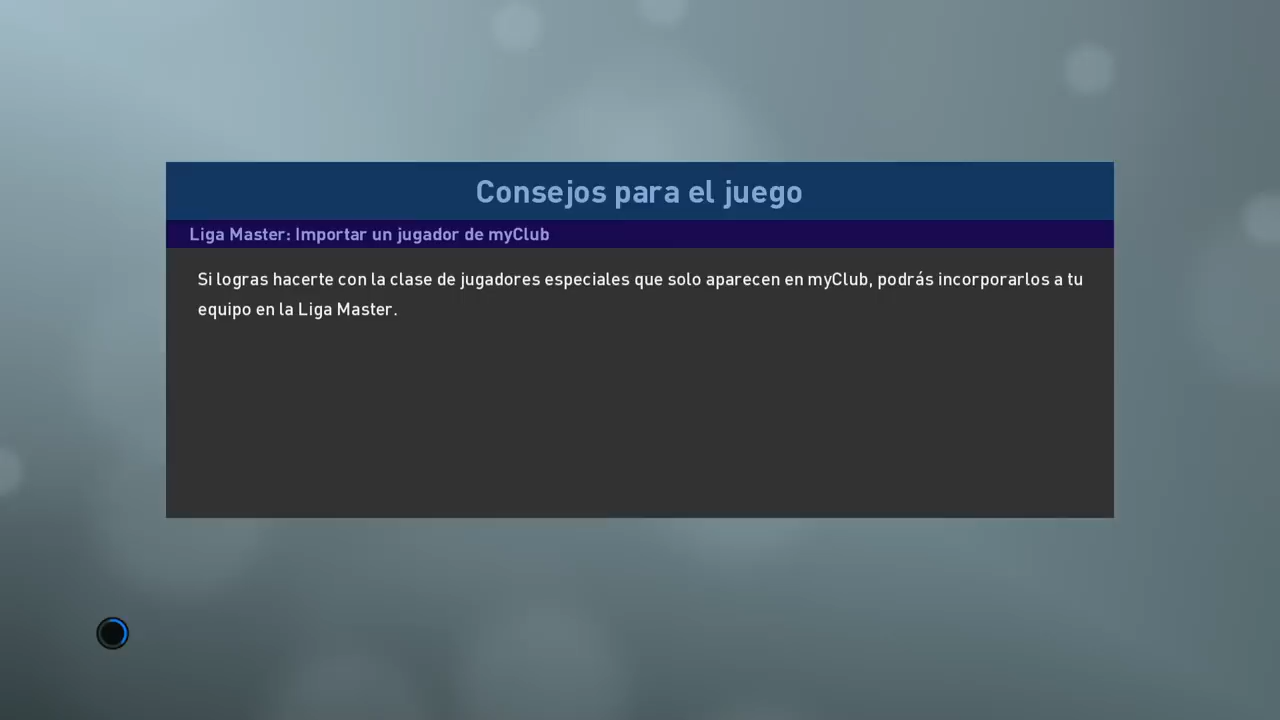 Consejos para el juego
Liga Master: Importar un jugador de myClub
Si logras hacerte con la clase de jugadores especiales que solo aparecen en myClub, podrás incorporarlos a tu
equipo en la Liga Master.